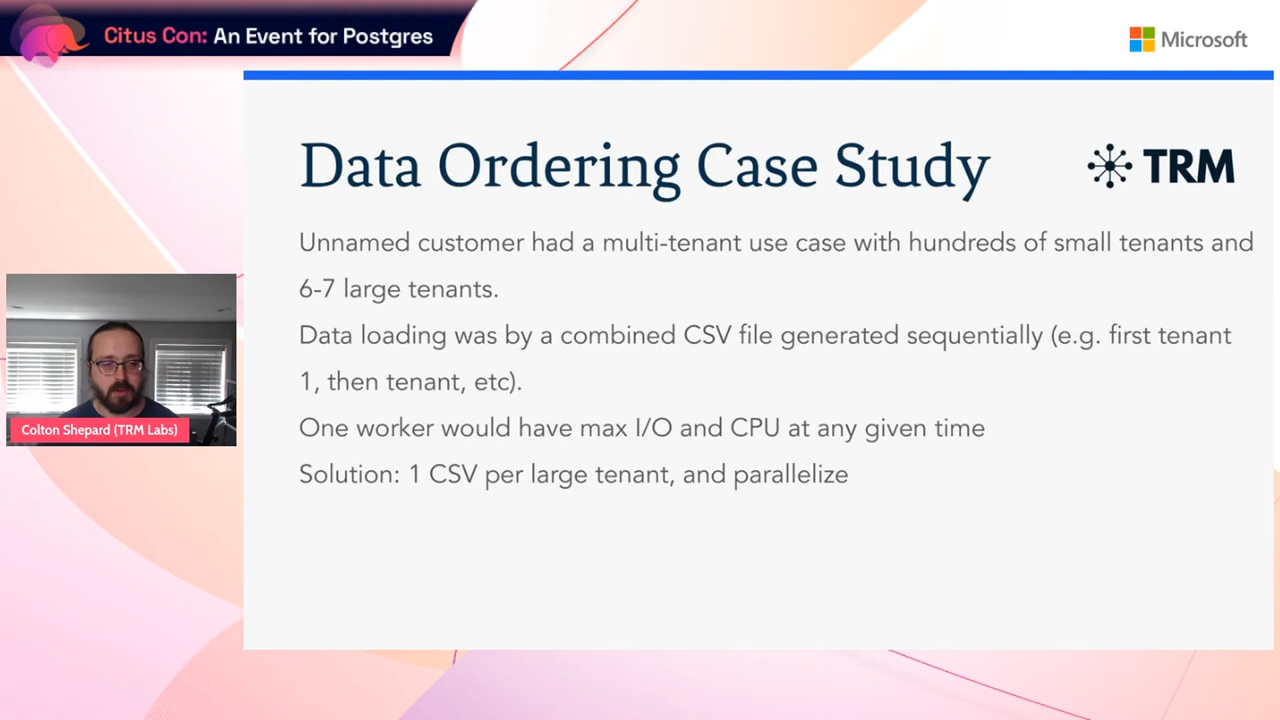 Citus Con: An Event for Postgres
Microsoft
Data Ordering Case Study
TRM
Unnamed customer had a multi-tenant use case with hundreds of small tenants and
6-7 large tenants.
Data loading was by a combined CSV file generated sequentially (e.g. first tenant
1, then tenant, etc).
One worker would have max I/O and CPU at any given time
Solution: 1 CSV per large tenant, and parallelize
Colton Shepard (TRM Labs)